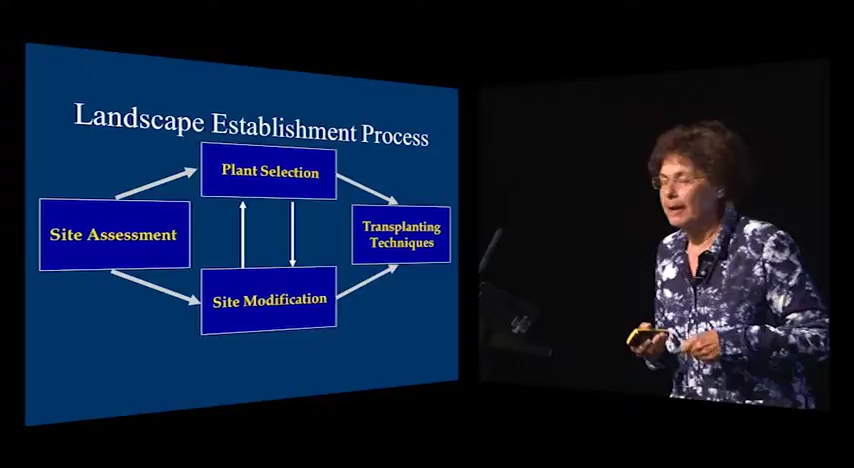 Landscape Establishment Process
Plant Selection
Site Assessment
Transplanting
Techniques
Site Modification